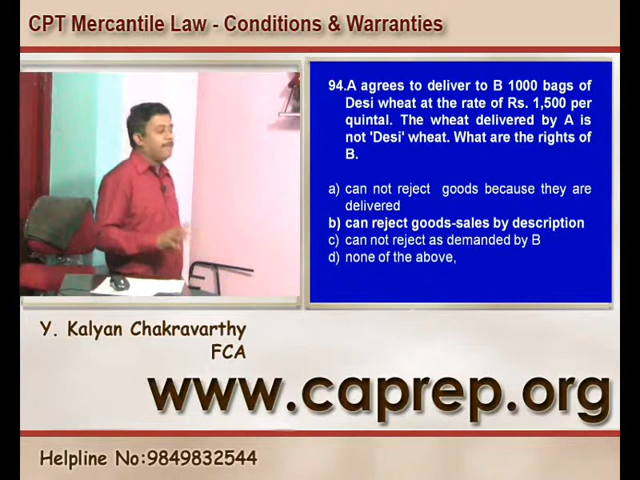 CPT Mercantile Law - Conditions & Warranties
94.A agrees to deliver to B 1000 bags of
Desi wheat at the rate of Rs. 1,500 per
quintal. The wheat delivered by A is
not 'Desi' wheat. What are the rights of
B.
a) can not reject goods because they are
delivered
b) can reject goods-sales by description
c) can not reject as demanded by B
d) none of the above,
Y. Kalyan Chakravarthy
FCA
www.caprep.org
Helpline No:9849832544